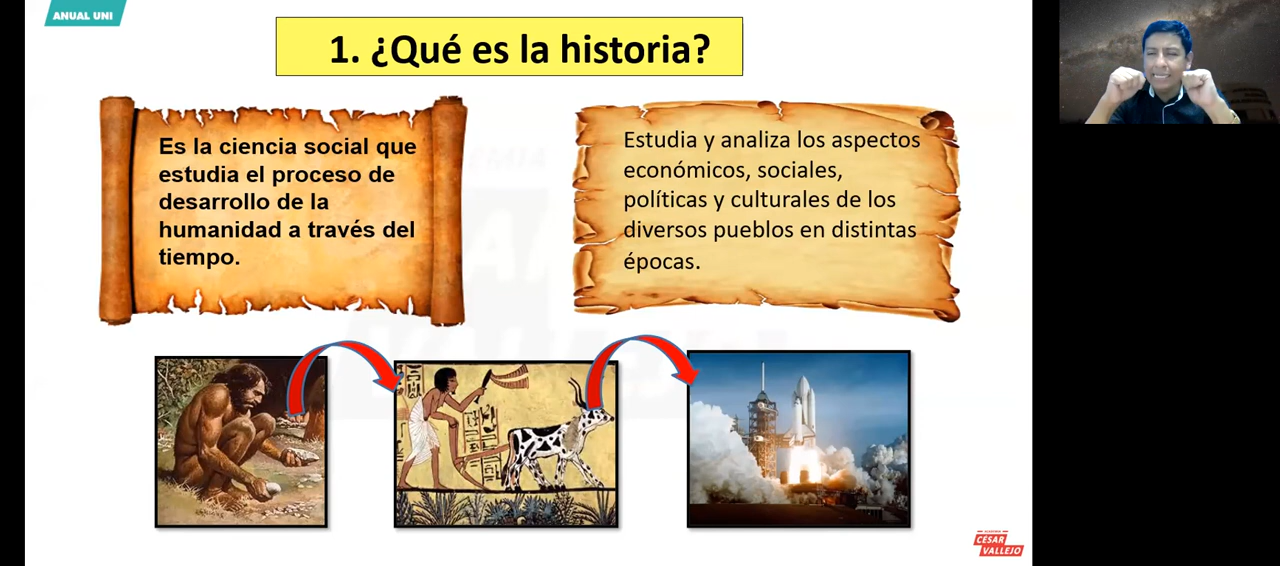 ANUAL UNI
1. ¿Qué es la historia?
Es la ciencia social que
estudia el proceso de
desarrollo de la
humanidad a través del
tiempo.
Estudia y analiza los aspectos
económicos, sociales,
políticas y culturales de los
diversos pueblos en distintas
épocas.
ACADEMIA
CÉSAR
VALLEJO